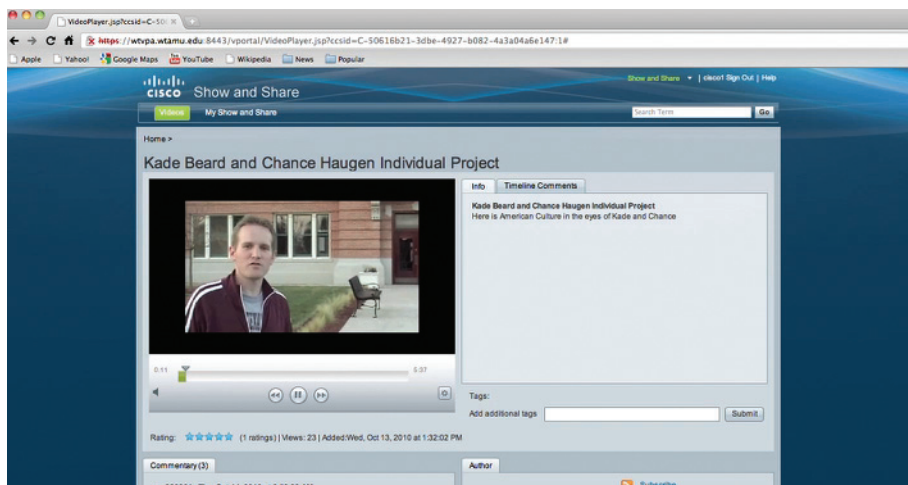 VideoPlayer.jsp?ccsid=C-50
https://wtvpa.wtamu.edu:8443/vportal/VideoPlayer.jsp?ccsid=C-50616b21-3dbe-4927-b082-4a3a04a6e147:1#
Apple Yahoo! Google Maps YouTube Wikipedia News Popular
Show and Share | Sign Out | Help
CISCO Show and Share
Videos My Show and Share Search Term Go
Home >
Kade Beard and Chance Haugen Individual Project
Info Timeline Comments
Kade Beard and Chance Haugen Individual Project
Here is American Culture in the eyes of Kade and Chance
0:11 5:37
Tags:
Add additional tags Submit
Rating: (1 ratings) | Views: 23 | Added:Wed, Oct 13, 2010 at 1:32:02 PM
Commentary (3) Author
Subscribe